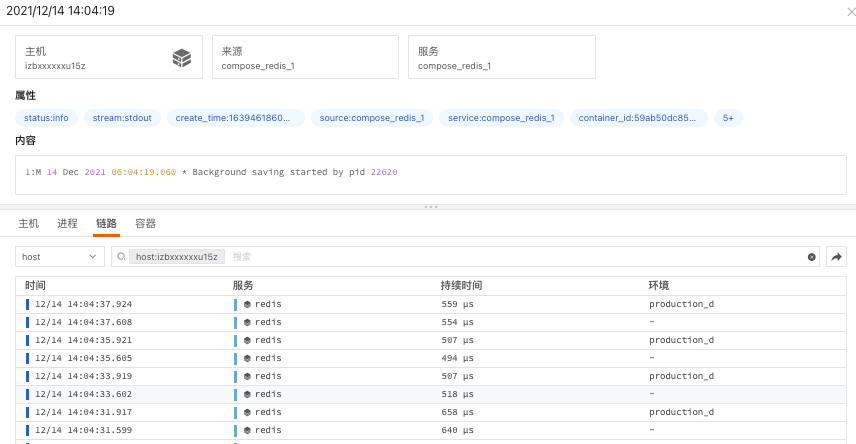 2021/12/14 14:04:19
主机
izbxxxxxxu15z
来源
compose_redis_1
服务
compose_redis_1
属性
status:info stream:stdout create_time:1639461860... source:compose_redis_1 service:compose_redis_1 container_id:59ab50dc85... 5+
内容
1:M 14 Dec 2021 06:04:19.060 * Background saving started by pid 22620
主机 进程 链路 容器
host host:izbxxxxxxu15z 搜索
时间 服务 持续时间 环境
12/14 14:04:37.924 redis 559 μs production_d
12/14 14:04:37.608 redis 554 μs -
12/14 14:04:35.921 redis 507 μs production_d
12/14 14:04:35.605 redis 494 μs -
12/14 14:04:33.919 redis 507 μs production_d
12/14 14:04:33.602 redis 518 μs -
12/14 14:04:31.917 redis 658 μs production_d
12/14 14:04:31.599 redis 640 μs -